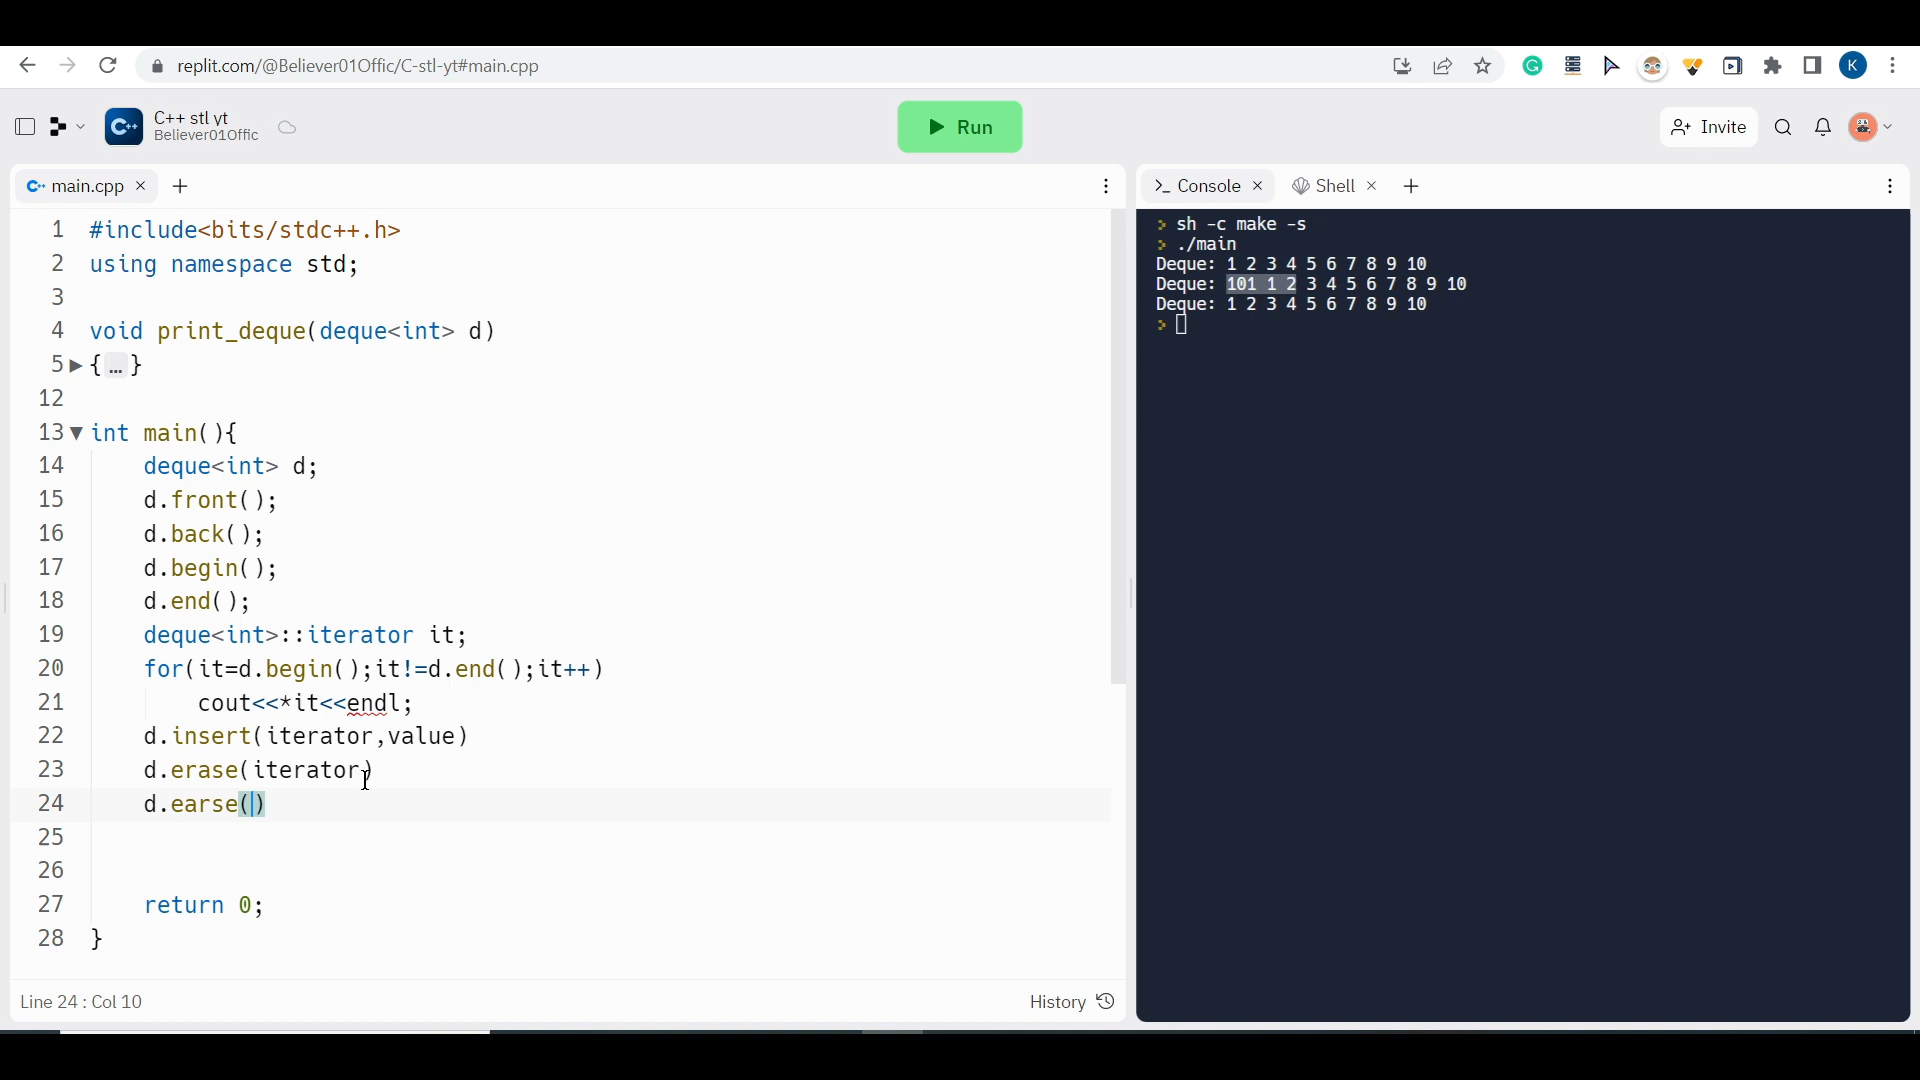 replit.com/@Believer01Offic/C-stl-yt#main.cpp
K
C++
C++ stl yt
Believer01Offic
Run
Invite
main.cpp
Console
Shell
1 #include<bits/stdc++.h>
2 using namespace std;
3
4 void print_deque(deque<int> d)
5 {…}
12
13 int main(){
14 deque<int> d;
15 d.front();
16 d.back();
17 d.begin();
18 d.end();
19 deque<int>::iterator it;
20 for(it=d.begin();it!=d.end();it++)
21 cout<<*it<<endl;
22 d.insert(iterator,value)
23 d.erase(iterator)
24 d.earse()
25
26
27 return 0;
28 }
Line 24 : Col 10
History
> sh -c make -s
> ./main
Deque: 1 2 3 4 5 6 7 8 9 10
Deque: 101 1 2 3 4 5 6 7 8 9 10
Deque: 1 2 3 4 5 6 7 8 9 10
>